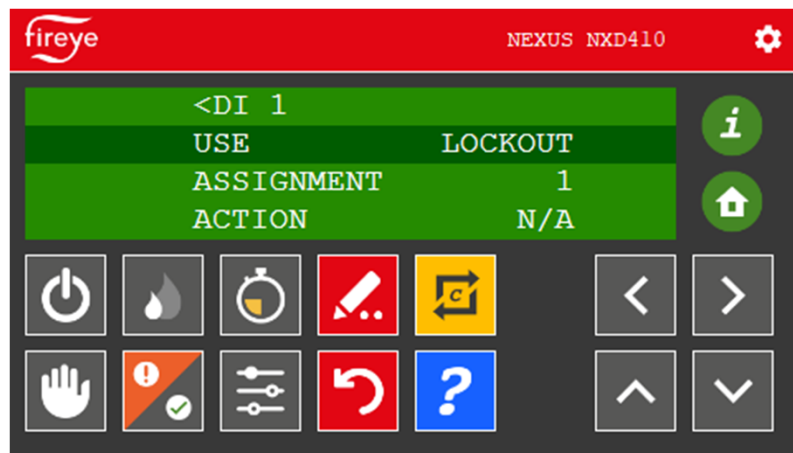 fireye
NEXUS NXD410
i
<DI 1
USE LOCKOUT
ASSIGNMENT 1
ACTION N/A
C
?